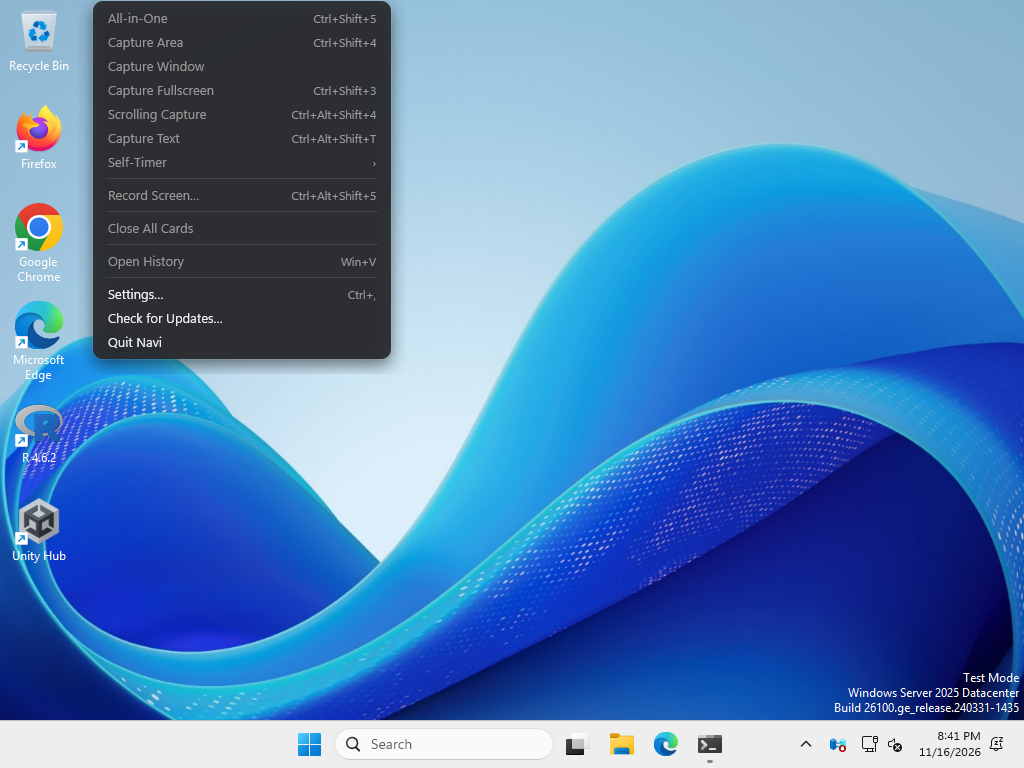 Recycle Bin
Firefox
Google
Chrome
Microsoft
Edge
R 4.6.2
Unity Hub
All-in-One Ctrl+Shift+5
Capture Area Ctrl+Shift+4
Capture Window
Capture Fullscreen Ctrl+Shift+3
Scrolling Capture Ctrl+Alt+Shift+4
Capture Text Ctrl+Alt+Shift+T
Self-Timer ›
Record Screen... Ctrl+Alt+Shift+5
Close All Cards
Open History Win+V
Settings... Ctrl+,
Check for Updates...
Quit Navi
Test Mode
Windows Server 2025 Datacenter
Build 26100.ge_release.240331-1435
Search
8:41 PM
11/16/2026